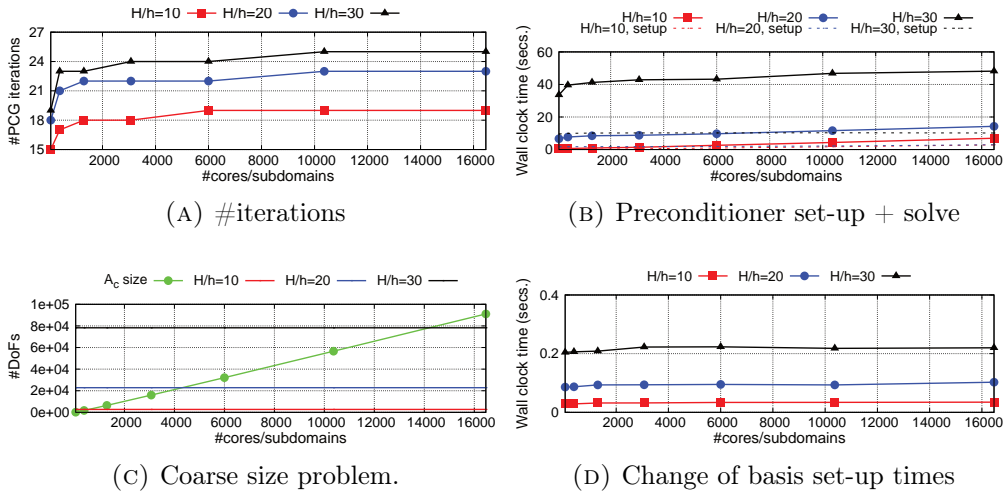 H/h=10 H/h=20 H/h=30
#PCG iterations
27
24
21
18
15
2000 4000 6000 8000 10000 12000 14000 16000
#cores/subdomains
(A) #iterations
H/h=10 H/h=20 H/h=30
H/h=10, setup H/h=20, setup H/h=30, setup
Wall clock time (secs.)
60
40
20
0
2000 4000 6000 8000 10000 12000 14000 16000
#cores/subdomains
(B) Preconditioner set-up + solve
A_c size H/h=10 H/h=20 H/h=30
#DoFs
1e+05
8e+04
6e+04
4e+04
2e+04
0e+00
2000 4000 6000 8000 10000 12000 14000 16000
#cores/subdomains
(C) Coarse size problem.
H/h=10 H/h=20 H/h=30
Wall clock time (secs.)
0.4
0.2
0
2000 4000 6000 8000 10000 12000 14000 16000
#cores/subdomains
(D) Change of basis set-up times